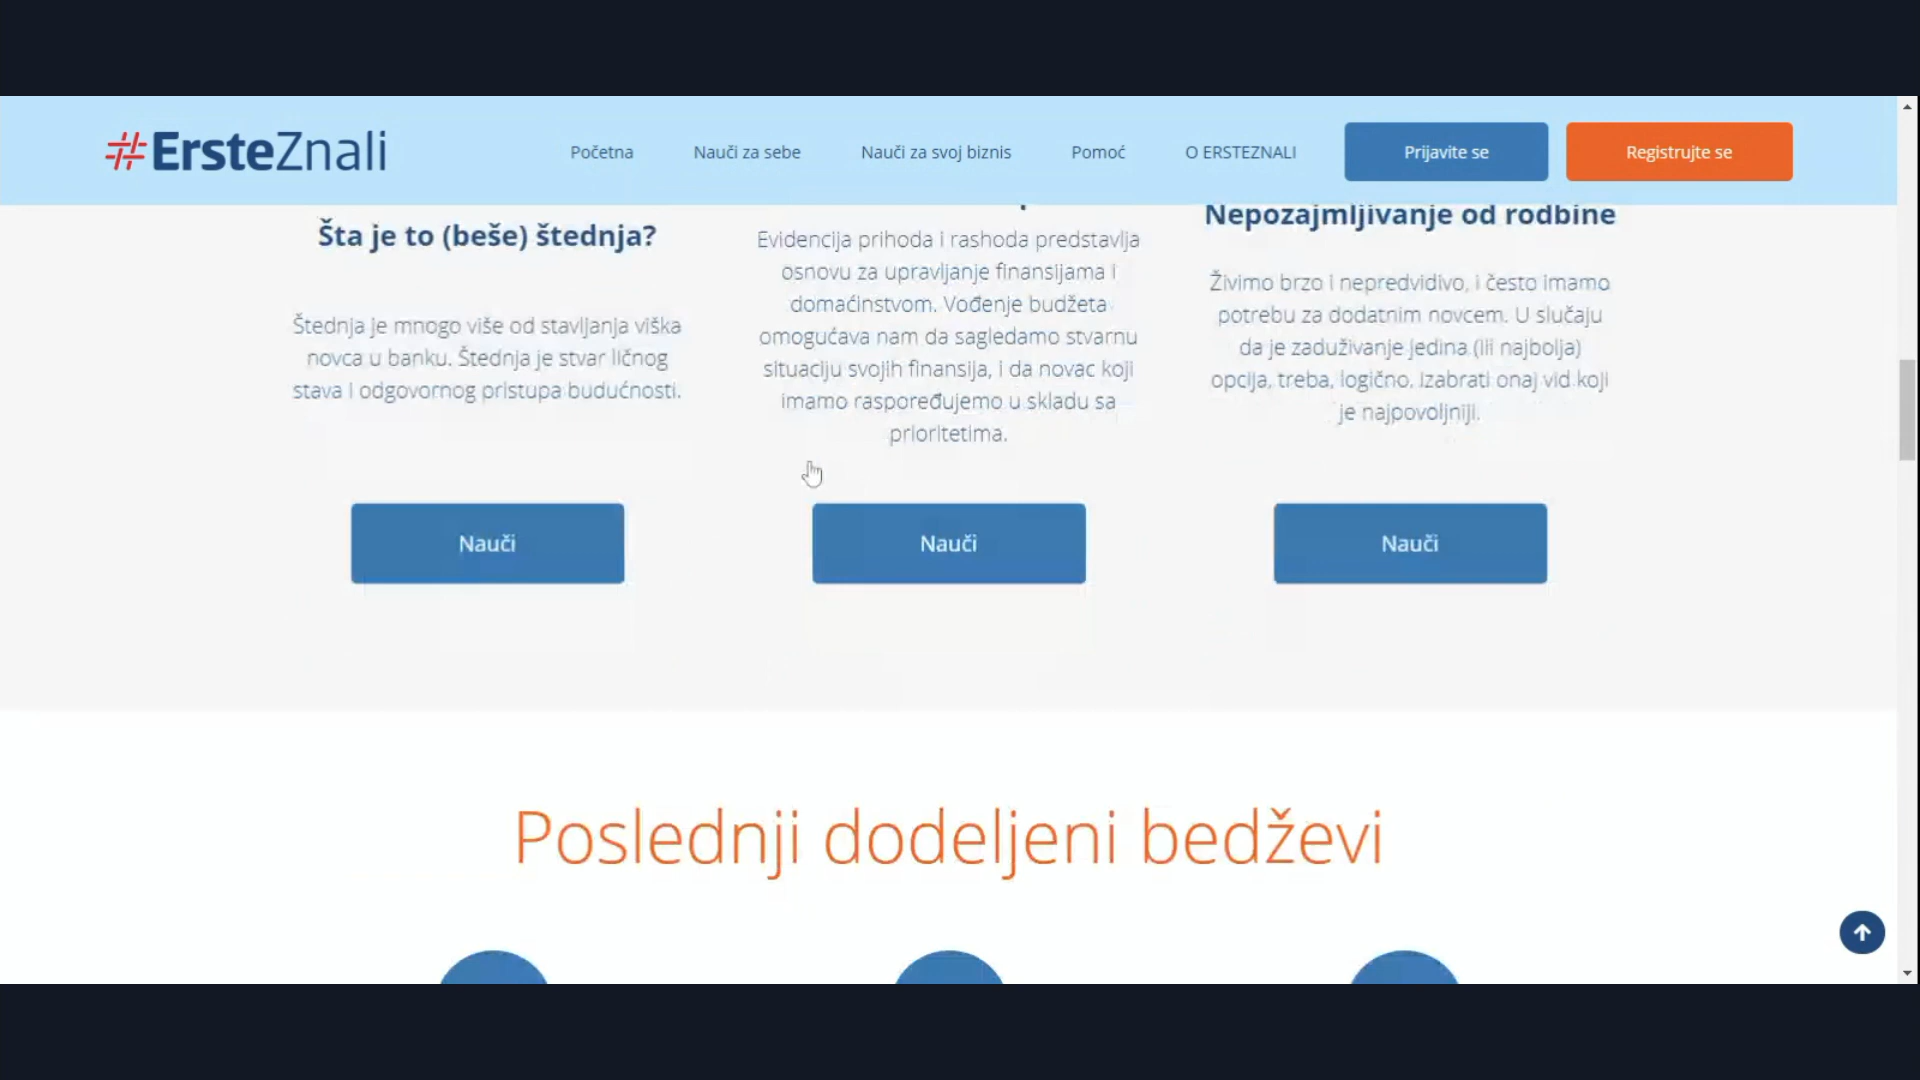 #ErsteZnali
Početna
Nauči za sebe
Nauči za svoj biznis
Pomoć
O ERSTEZNALI
Prijavite se
Registrujte se
Šta je to (beše) štednja?
Štednja je mnogo više od stavljanja viška
novca u banku. Štednja je stvar ličnog
stava i odgovornog pristupa budućnosti.
Nauči
Evidencija prihoda i rashoda predstavlja
osnovu za upravljanje finansijama i
domaćinstvom. Vođenje budžeta
omogućava nam da sagledamo stvarnu
situaciju svojih finansija, i da novac koji
imamo raspoređujemo u skladu sa
prioritetima.
Nauči
Nepozajmljivanje od rodbine
Živimo brzo i nepredvidivo, i često imamo
potrebu za dodatnim novcem. U slučaju
da je zaduživanje jedina (ili najbolja)
opcija, treba, logično, izabrati onaj vid koji
je najpovoljniji.
Nauči
Poslednji dodeljeni bedževi